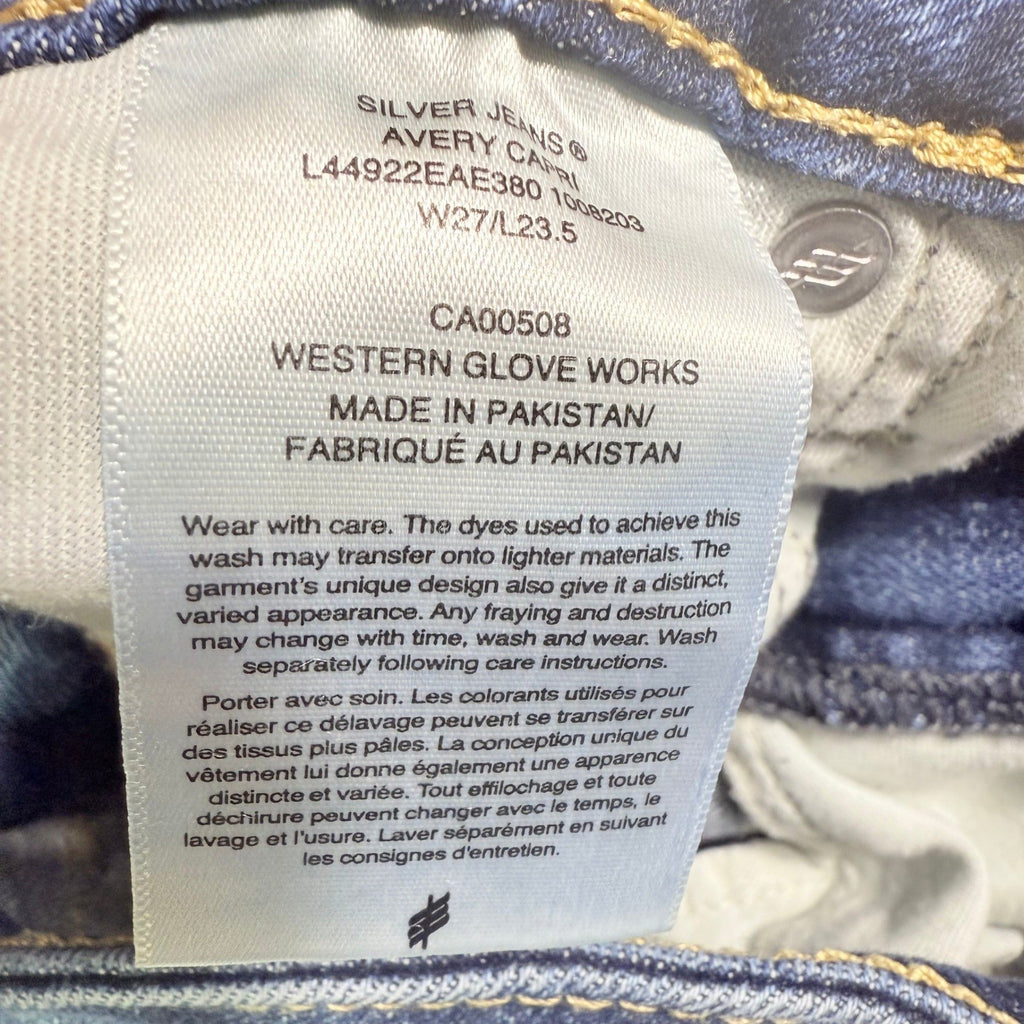 SILVER JEANS®
AVERY CAPRI
L44922EAE380 1008203
W27/L23.5
CA00508
WESTERN GLOVE WORKS
MADE IN PAKISTAN/
FABRIQUÉ AU PAKISTAN
Wear with care. The dyes used to achieve this
wash may transfer onto lighter materials. The
garment's unique design also give it a distinct,
varied appearance. Any fraying and destruction
may change with time, wash and wear. Wash
separately following care instructions.
Porter avec soin. Les colorants utilisés pour
réaliser ce délavage peuvent se transférer sur
des tissus plus pâles. La conception unique du
vêtement lui donne également une apparence
distincte et variée. Tout effilochage et toute
déchirure peuvent changer avec le temps, le
lavage et l'usure. Laver séparément en suivant
les consignes d'entretien.